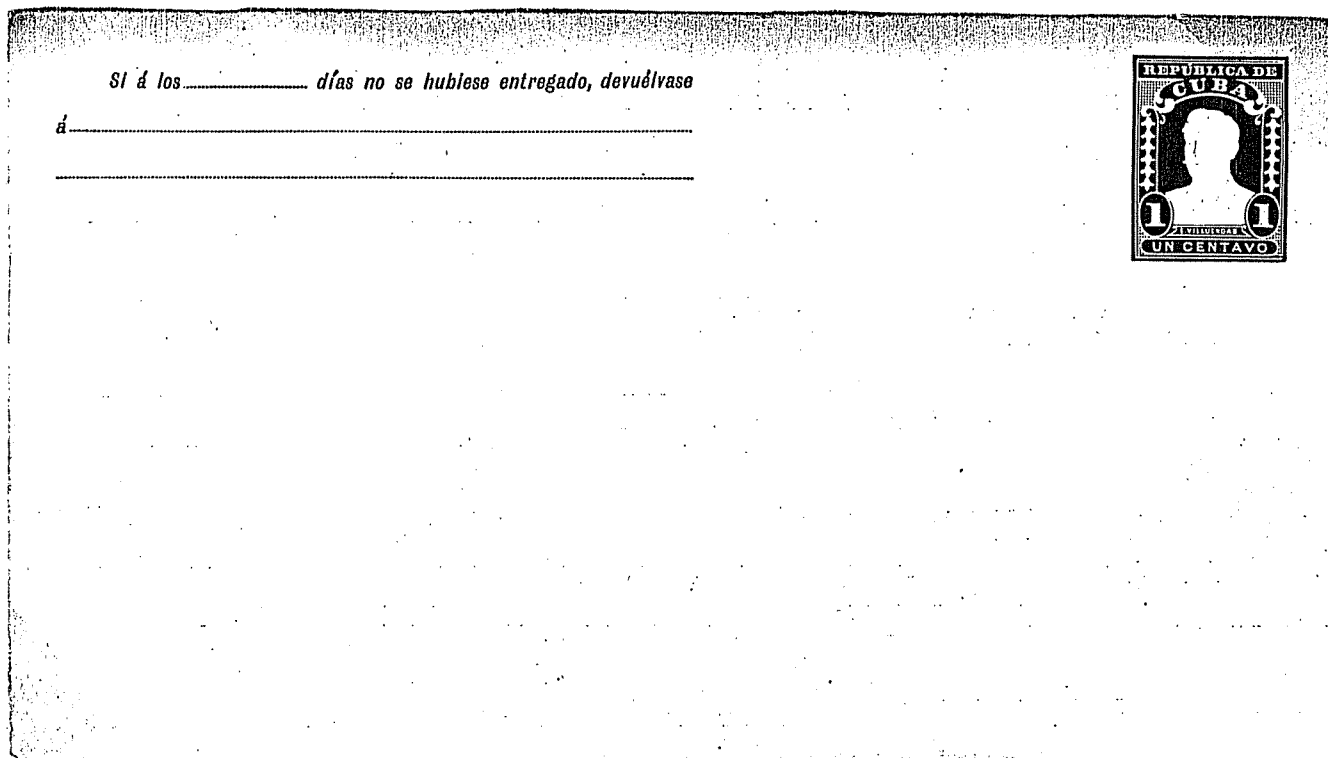 Si á los........................ días no se hubiese entregado, devuélvase
á........................
REPUBLICA DE
CUBA
1 1
E. VILLUENDAS
UN CENTAVO